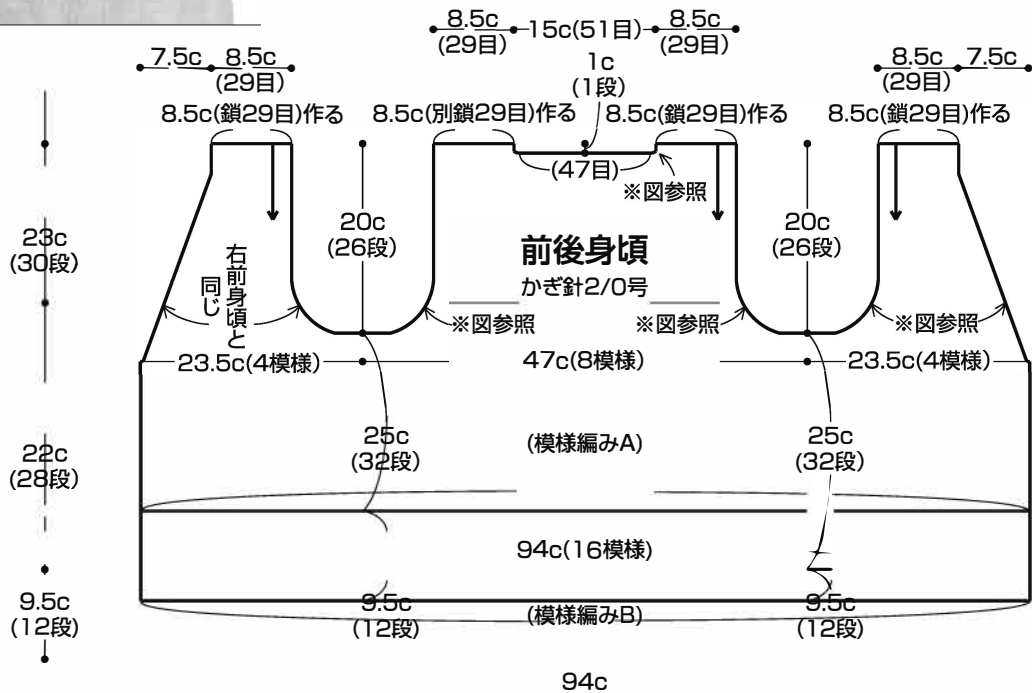 8.5c
(29目)
15c(51目)
8.5c
(29目)
7.5c
8.5c
(29目)
1c
(1段)
8.5c
(29目)
7.5c
8.5c(鎖29目)作る
8.5c(別鎖29目)作る
8.5c(鎖29目)作る
8.5c(鎖29目)作る
(47目)
※図参照
23c
(30段)
20c
(26段)
20c
(26段)
前後身頃
かぎ針2/0号
右前身頃と
同じ
※図参照
※図参照
※図参照
23.5c(4模様)
47c(8模様)
23.5c(4模様)
22c
(28段)
25c
(32段)
(模様編みA)
25c
(32段)
94c(16模様)
9.5c
(12段)
9.5c
(12段)
(模様編みB)
9.5c
(12段)
94c